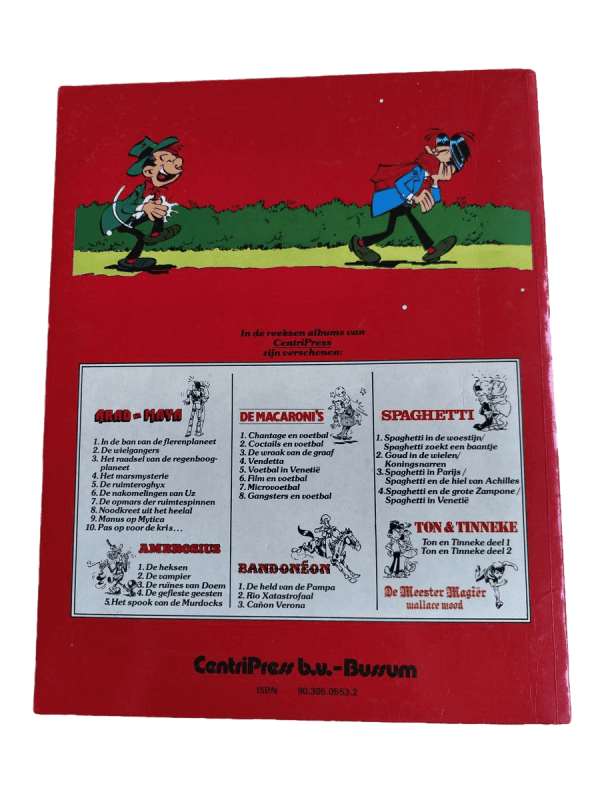 In de reeksen albums van
CentriPress
zijn verschenen:
ARAD en MAYA
1. In de ban van de flerenplaneet
2. De wielgangers
3. Het raadsel van de regenboog-
planeet
4. Het marsmysterie
5. De ruimteroghyx
6. De nakomelingen van Uz
7. De opmars der ruimtespinnen
8. Noodkreet uit het heelal
9. Manus op Mytica
10. Pas op voor de kris...
AMBROSIUS
1. De heksen
2. De vampier
3. De ruïnes van Doem
4. De gefleste geesten
5. Het spook van de Murdocks
DE MACARONI'S
1. Chantage en voetbal
2. Coctails en voetbal
3. De wraak van de graaf
4. Vendetta
5. Voetbal in Venetië
6. Film en voetbal
7. Microvoetbal
8. Gangsters en voetbal
BANDONÉON
1. De held van de Pampa
2. Rio Xatastrofaal
3. Cañon Verona
SPAGHETTI
1. Spaghetti in de woestijn/
Spaghetti zoekt een baantje
2. Goud in de wielen/
Koningsnarren
3. Spaghetti in Parijs/
Spaghetti en de hiel van Achilles
4. Spaghetti en de grote Zampone/
Spaghetti in Venetië
TON & TINNEKE
Ton en Tinneke deel 1
Ton en Tinneke deel 2
De Meester Magiër
wallace mood
CentriPress b.v.-Bussum
ISBN 90.305.0553.2